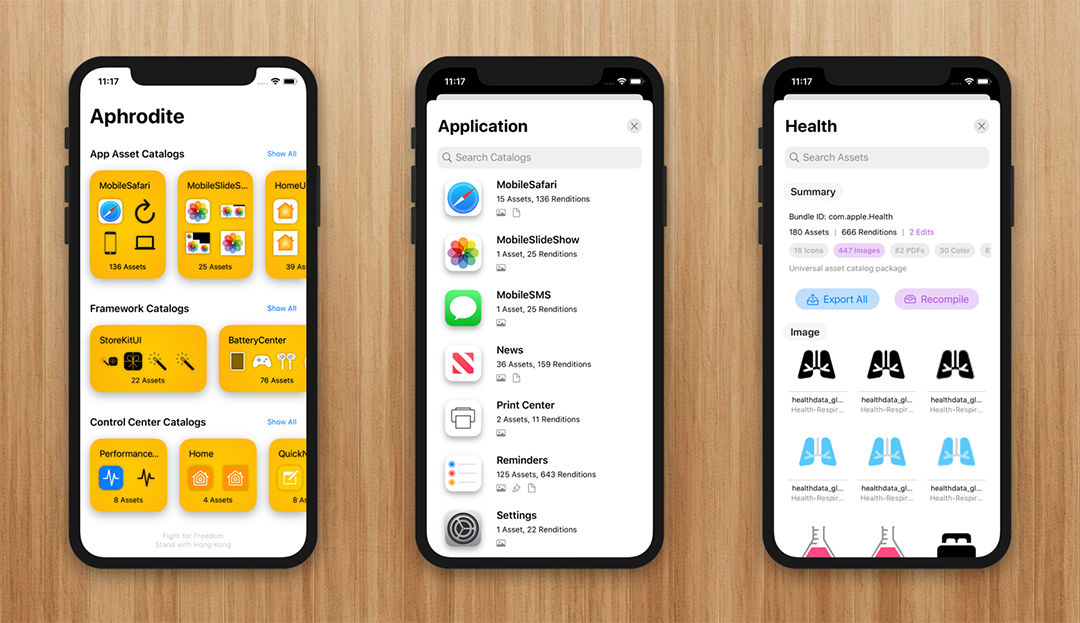 11:17
Aphrodite
App Asset Catalogs
Show All
MobileSafari
MobileSlideS...
HomeU
136 Assets
25 Assets
39 As
Framework Catalogs
Show All
StoreKitUI
BatteryCenter
22 Assets
76 Assets
Control Center Catalogs
Show All
Performance...
Home
QuickN
8 Assets
4 Assets
8 A
Fight for Freedom
Stand with Hong Kong
11:17
Application
Search Catalogs
MobileSafari
15 Assets, 136 Renditions
MobileSlideShow
1 Asset, 25 Renditions
MobileSMS
1 Asset, 25 Renditions
News
36 Assets, 159 Renditions
Print Center
2 Assets, 11 Renditions
Reminders
125 Assets, 643 Renditions
Settings
1 Asset, 22 Renditions
11:17
Health
Search Assets
Summary
Bundle ID: com.apple.Health
180 Assets | 666 Renditions | 2 Edits
16 Icons 447 Images 82 PDFs 30 Color
Universal asset catalog package
Export All
Recompile
Image
healthdata_gl... healthdata_gl... healthdata_gl...
Health-Respir... Health-Respir... Health-Respir...
healthdata_gl... healthdata_gl... healthdata_gl...
Health-Respir... Health-Respir... Health-Respir...